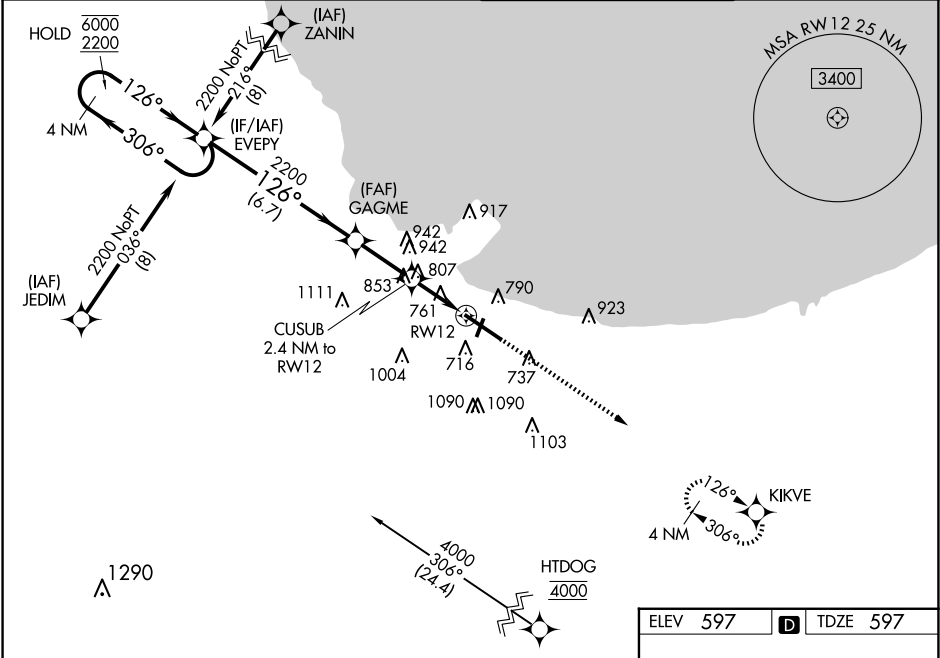 HOLD 6000
2200
(IAF)
ZANIN
MSA RW12 25 NM
3400
126°
306°
4 NM
2200 NoPT
216°
(8)
(IF/IAF)
EVEPY
2200
126°
(6.7)
(FAF)
GAGME
2200 NoPT
036°
(8)
(IAF)
JEDIM
917
942
942
807
853
1111
761
790
923
RW12
CUSUB
2.4 NM to
RW12
716
1004
737
1090
1090
1103
126°
306°
4 NM
KIKVE
4000
306°
(24.4)
HTDOG
4000
1290
ELEV 597 D TDZE 597